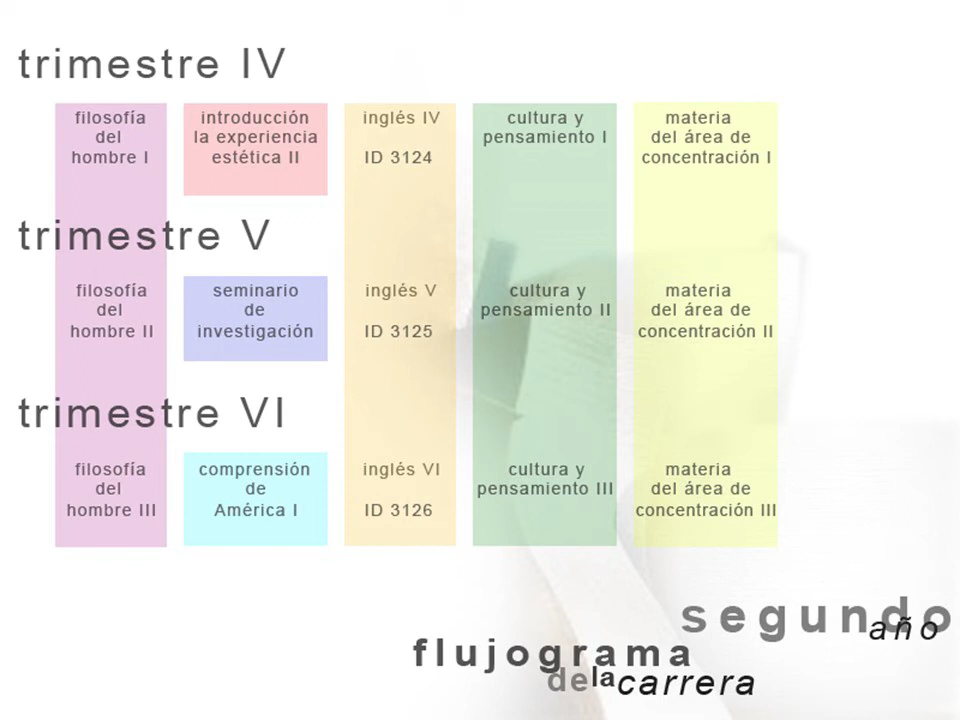 trimestre IV
filosofía
del
hombre I
introducción
la experiencia
estética II
inglés IV
ID 3124
cultura y
pensamiento I
materia
del área de
concentración I
trimestre V
filosofía
del
hombre II
seminario
de
investigación
inglés V
ID 3125
cultura y
pensamiento II
materia
del área de
concentración II
trimestre VI
filosofía
del
hombre III
comprensión
de
América I
inglés VI
ID 3126
cultura y
pensamiento III
materia
del área de
concentración III
segundo
año
flujograma
de la carrera